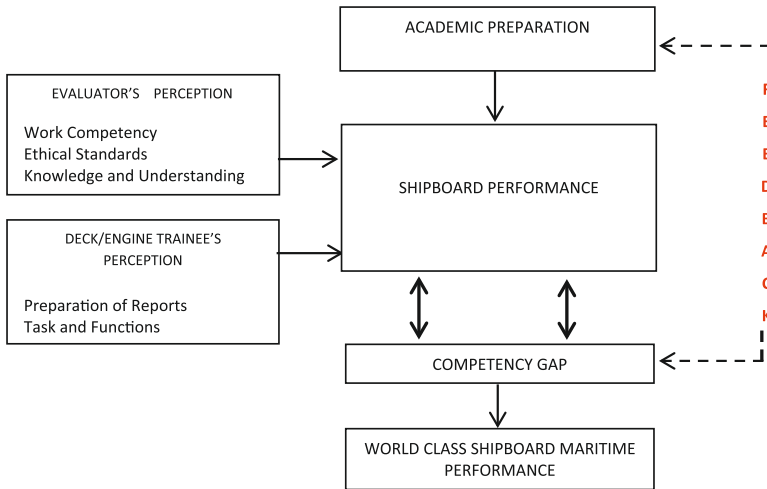 ACADEMIC PREPARATION
EVALUATOR'S PERCEPTION
Work Competency
Ethical Standards
Knowledge and Understanding
SHIPBOARD PERFORMANCE
DECK/ENGINE TRAINEE'S
PERCEPTION
Preparation of Reports
Task and Functions
COMPETENCY GAP
WORLD CLASS SHIPBOARD MARITIME
PERFORMANCE
F
E
E
D
B
A
C
K